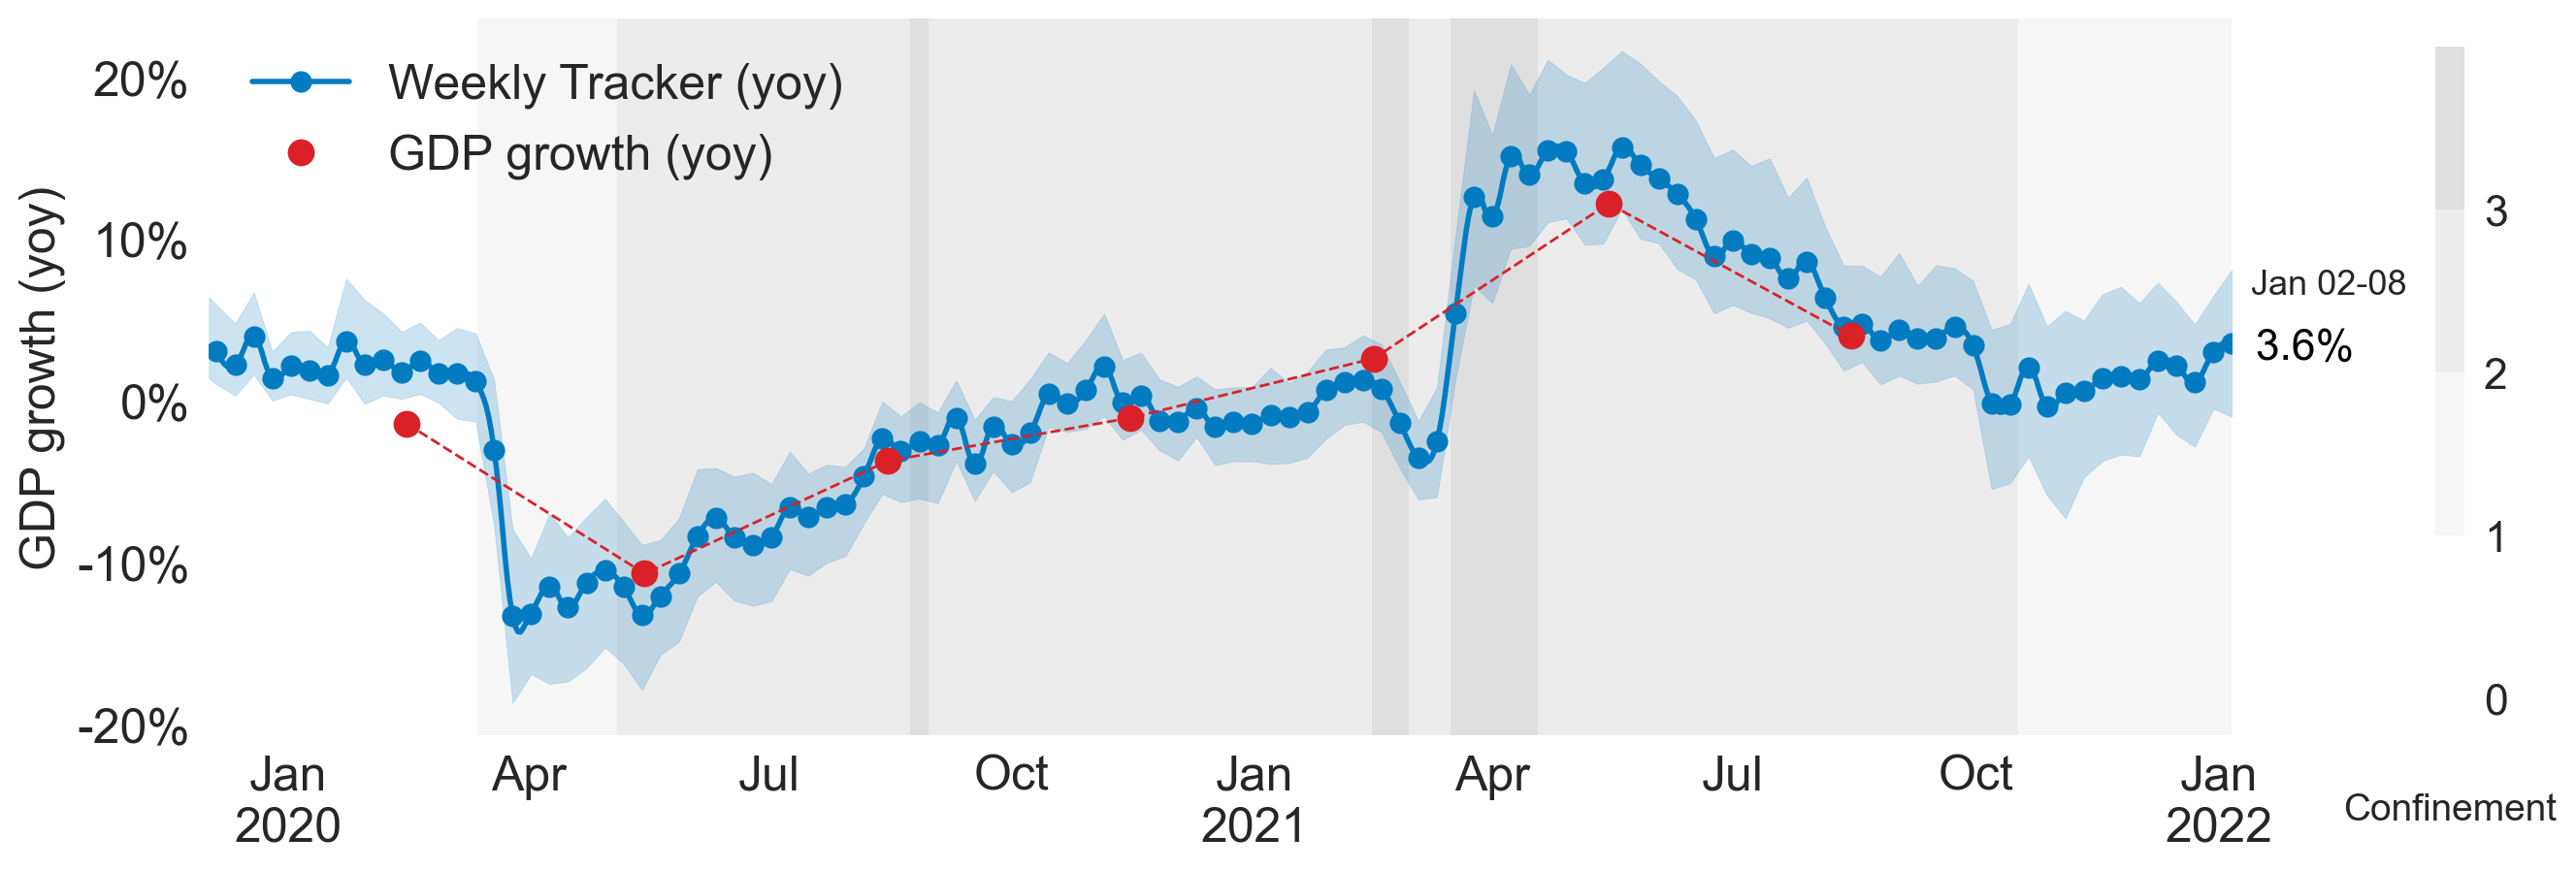 Weekly Tracker (yoy)
GDP growth (yoy)
GDP growth (yoy)
20%
10%
0%
-10%
-20%
Jan Apr Jul Oct Jan Apr Jul Oct Jan
2020 2021 2022
Jan 02-08
3.6%
3
2
1
0
Confinement